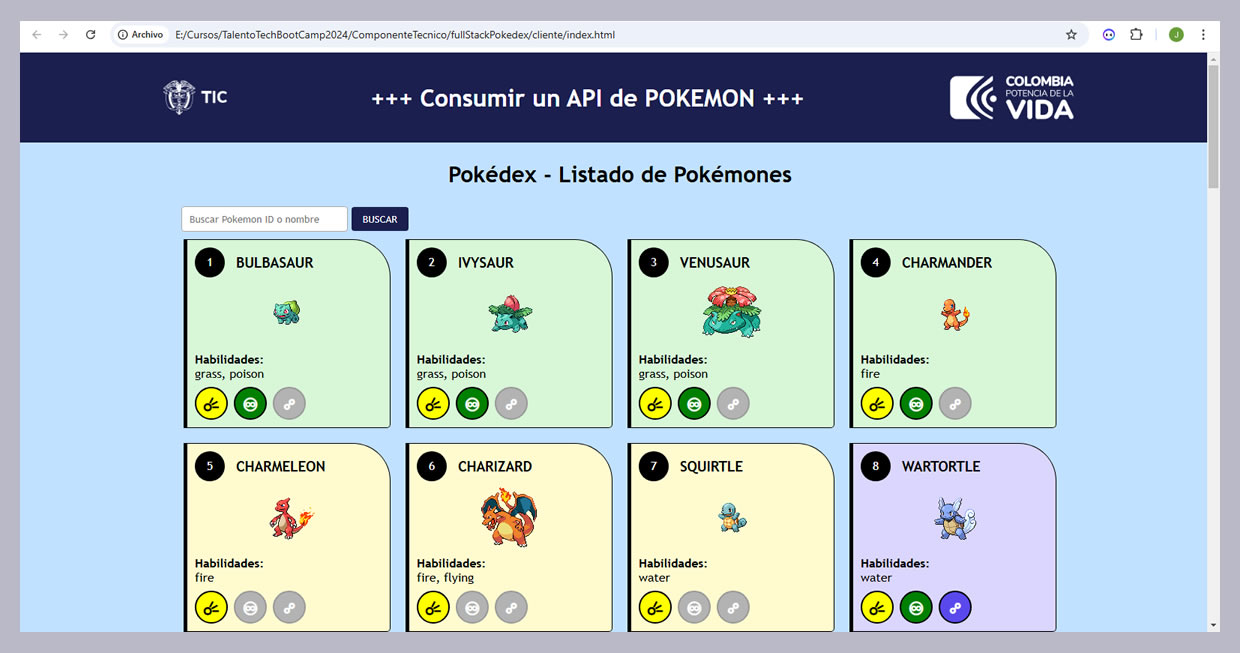 Archivo E:/Cursos/TalentoTechBootCamp2024/ComponenteTecnico/fullStackPokedex/cliente/index.html J
TIC
+++ Consumir un API de POKEMON +++
COLOMBIA
POTENCIA DE LA
VIDA
Pokédex - Listado de Pokémones
Buscar Pokemon ID o nombre BUSCAR
1 BULBASAUR
Habilidades:
grass, poison
2 IVYSAUR
Habilidades:
grass, poison
3 VENUSAUR
Habilidades:
grass, poison
4 CHARMANDER
Habilidades:
fire
5 CHARMELEON
Habilidades:
fire
6 CHARIZARD
Habilidades:
fire, flying
7 SQUIRTLE
Habilidades:
water
8 WARTORTLE
Habilidades:
water